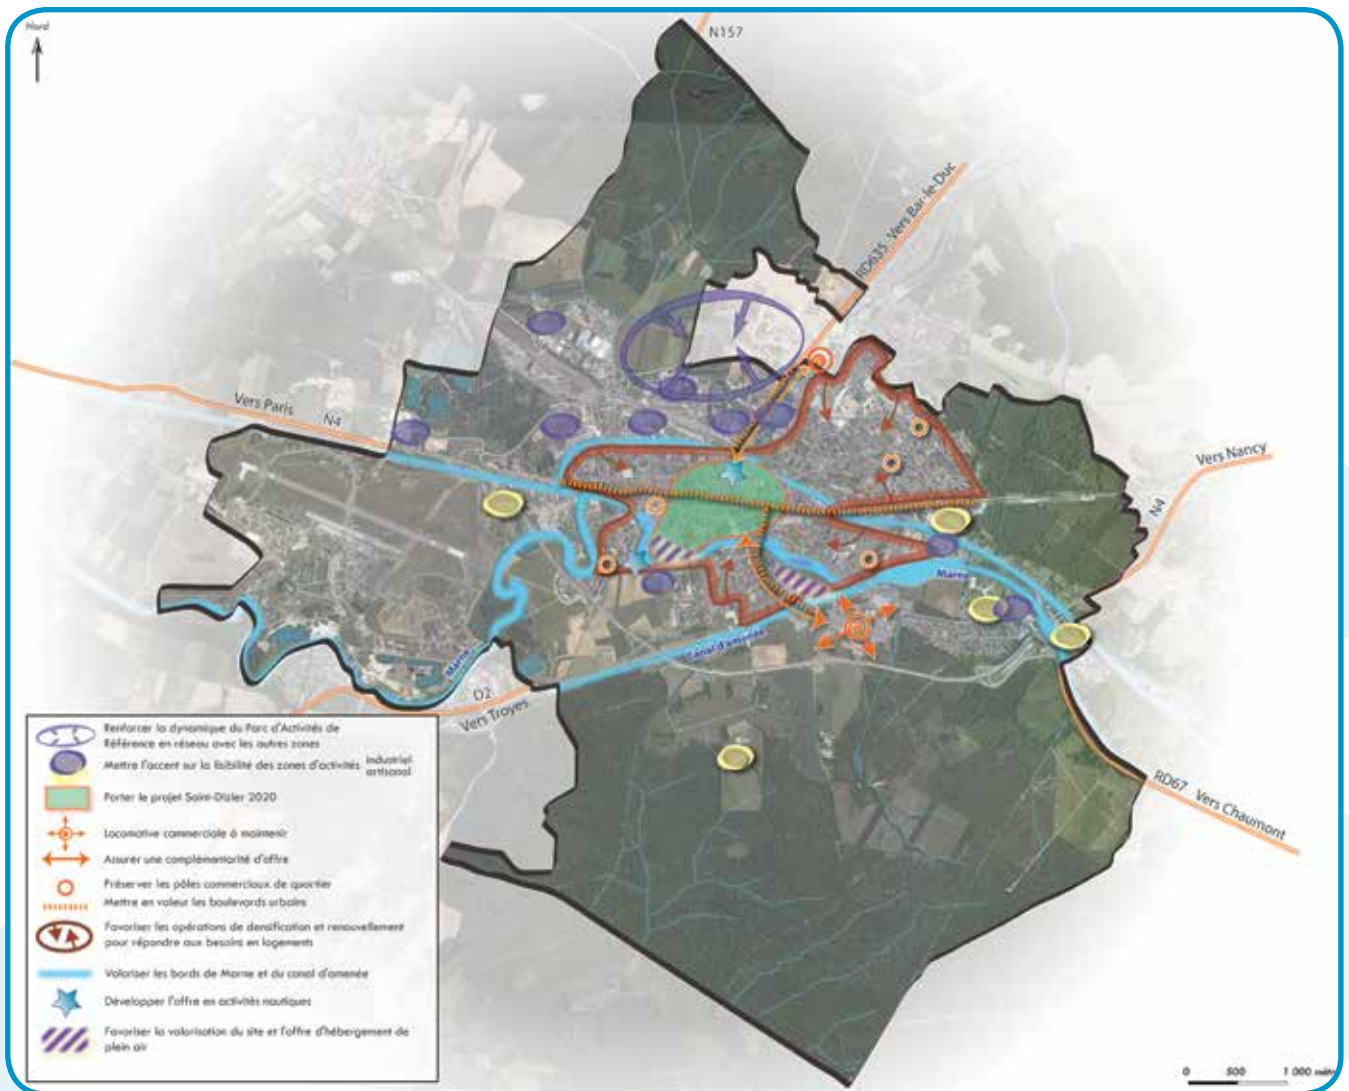 Nord
N157
RD635 Vers Bar-le-Duc
Vers Paris
N4
Vers Nancy
N4
Marne
Canal d'amenée
Marne
D2
Vers Troyes
RD67 Vers Chaumont
Renforcer la dynamique du Parc d'Activités de
Référence en réseau avec les autres zones
Mettre l'accent sur la lisibilité des zones d'activités
industriel
artisanal
Porter le projet Saint-Dizier 2020
Locomotive commerciale à maintenir
Assurer une complémentarité d'offre
Préserver les pôles commerciaux de quartier
Mettre en valeur les boulevards urbains
Favoriser les opérations de densification et renouvellement
pour répondre aux besoins en logements
Valoriser les bords de Marne et du canal d'amenée
Développer l'offre en activités nautiques
Favoriser la valorisation du site et l'offre d'hébergement de
plein air
0 500 1 000